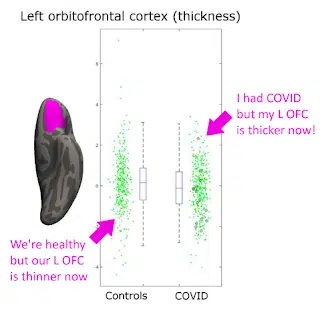 Left orbitofrontal cortex (thickness)
I had COVID
but my L OFC
is thicker now!
We're healthy
but our L OFC
is thinner now
Controls
COVID